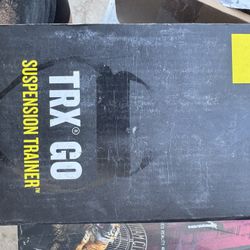 TRX® GO
SUSPENSION TRAINER™